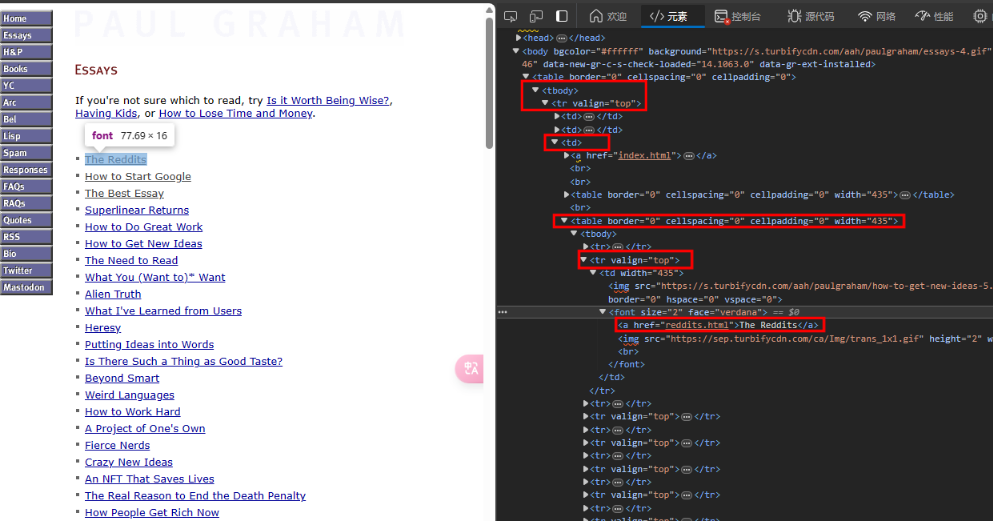 Home
Essays
H&P
Books
YC
Arc
Bel
Lisp
Spam
Responses
FAQs
RAQs
Quotes
RSS
Bio
Twitter
Mastodon
PAUL GRAHAM
ESSAYS
If you're not sure which to read, try Is it Worth Being Wise?,
Having Kids, or How to Lose Time and Money.
font 77.69 × 16
The Reddits
How to Start Google
The Best Essay
Superlinear Returns
How to Do Great Work
How to Get New Ideas
The Need to Read
What You (Want to)* Want
Alien Truth
What I've Learned from Users
Heresy
Putting Ideas into Words
Is There Such a Thing as Good Taste?
Beyond Smart
Weird Languages
How to Work Hard
A Project of One's Own
Fierce Nerds
Crazy New Ideas
An NFT That Saves Lives
The Real Reason to End the Death Penalty
How People Get Rich Now
欢迎 </> 元素 控制台 源代码 网络 性能
<head> ••• </head>
<body bgcolor="#ffffff" background="https://s.turbifycdn.com/aah/paulgraham/essays-4.gif"
46" data-new-gr-c-s-check-loaded="14.1063.0" data-gr-ext-installed>
<table border="0" cellspacing="0" cellpadding="0">
<tbody>
<tr valign="top">
<td> ••• </td>
<td> ••• </td>
<td>
<a href="index.html"> ••• </a>
<br>
<br>
<table border="0" cellspacing="0" cellpadding="0" width="435"> ••• </table>
<br>
<table border="0" cellspacing="0" cellpadding="0" width="435">
<tbody>
<tr> ••• </tr>
<tr valign="top">
<td width="435">
<img src="https://s.turbifycdn.com/aah/paulgraham/how-to-get-new-ideas-5.
border="0" hspace="0" vspace="0">
••• <font size="2" face="verdana"> == $0
<a href="reddits.html">The Reddits</a>
<img src="https://sep.turbifycdn.com/ca/Img/trans_1x1.gif" height="2" w
<br>
</font>
</td>
</tr>
<tr> ••• </tr>
<tr valign="top"> ••• </tr>
<tr> ••• </tr>
<tr valign="top"> ••• </tr>
<tr> ••• </tr>
<tr valign="top"> ••• </tr>
<tr> ••• </tr>
<tr valign="top"> ••• </tr>
<tr> ••• </tr>
<tr valign="top"> ••• </tr>